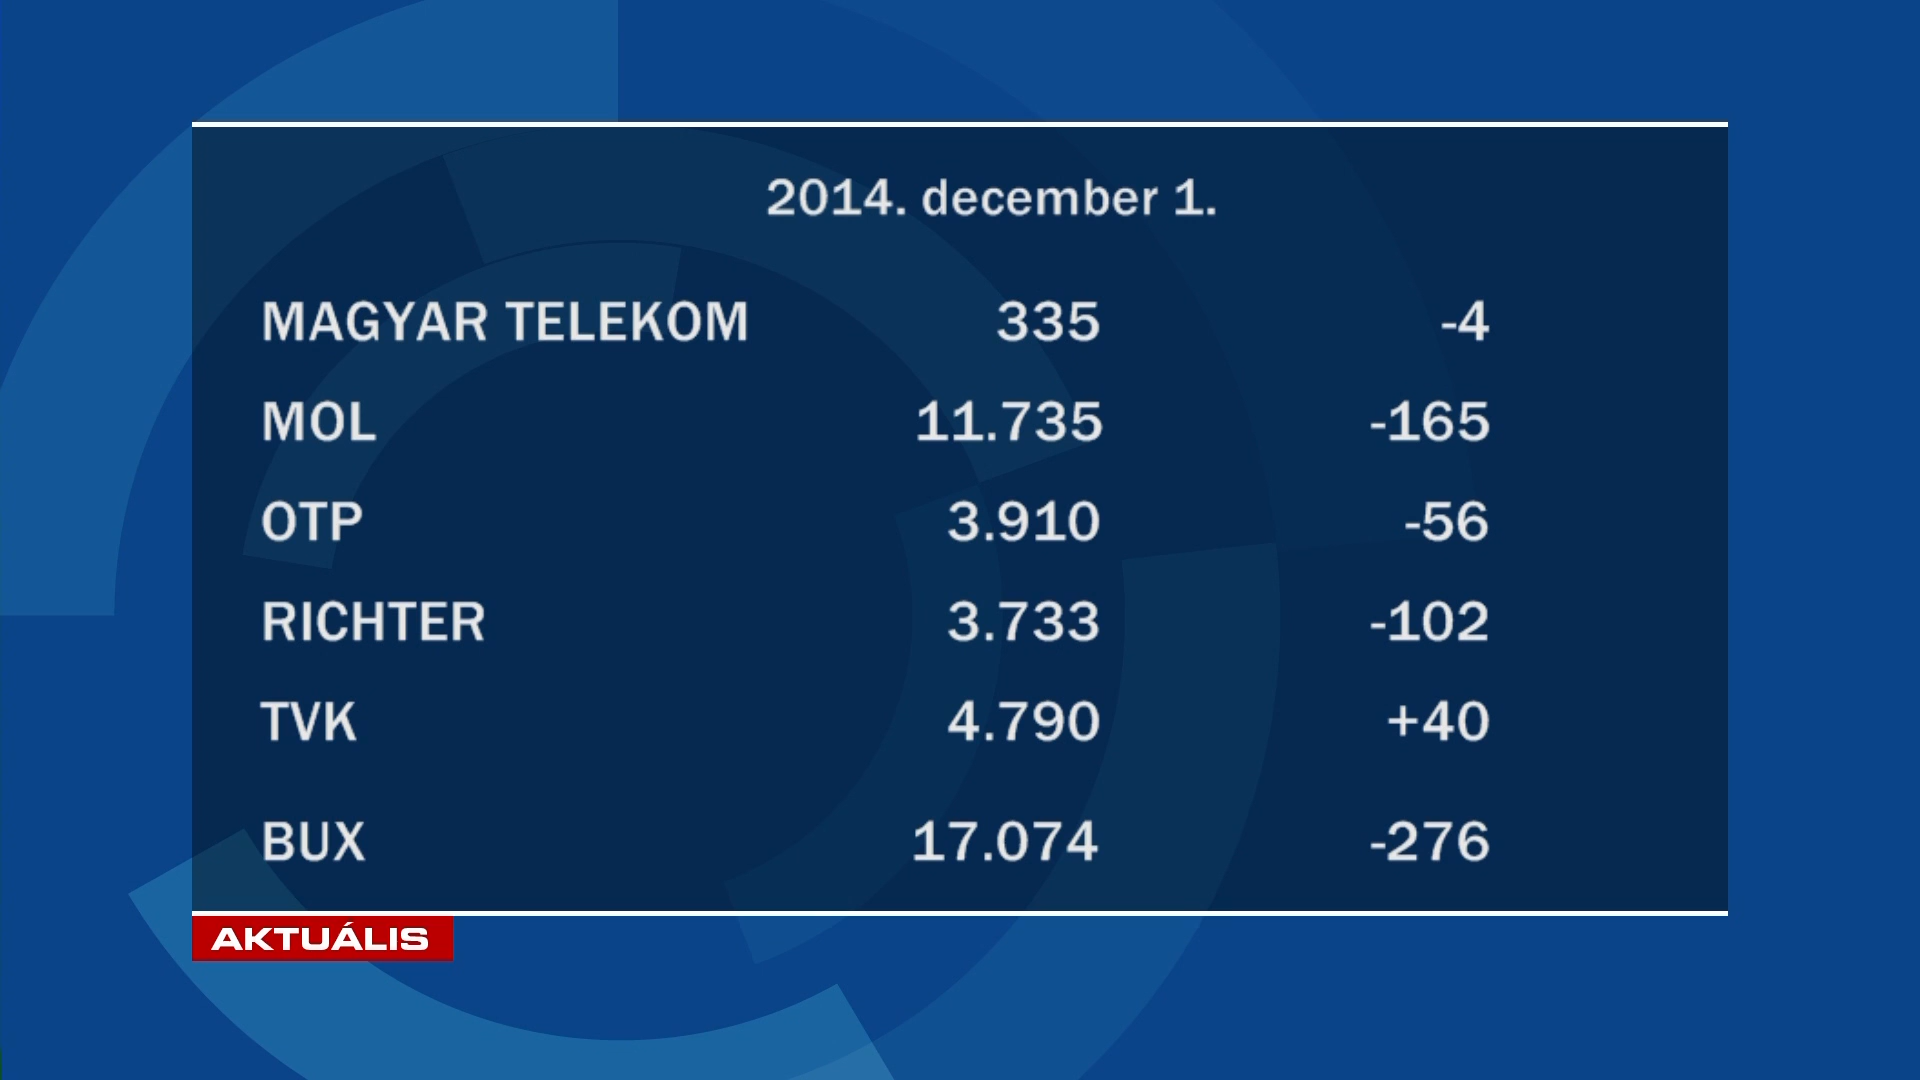 2014. december 1.
MAGYAR TELEKOM 335 -4
MOL 11.735 -165
OTP 3.910 -56
RICHTER 3.733 -102
TVK 4.790 +40
BUX 17.074 -276
AKTUÁLIS